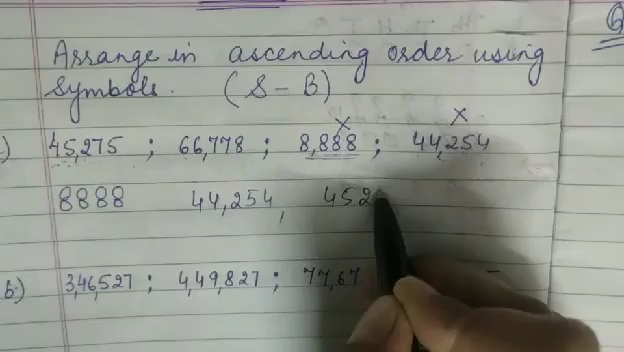 Arrange in ascending order using
Symbols. (S - B)
) 45,275 ; 66,778 ; 8,888 ; 44,254
8888 44,254, 452
b) 3,46,527 ; 4,49,827 ; 77,67